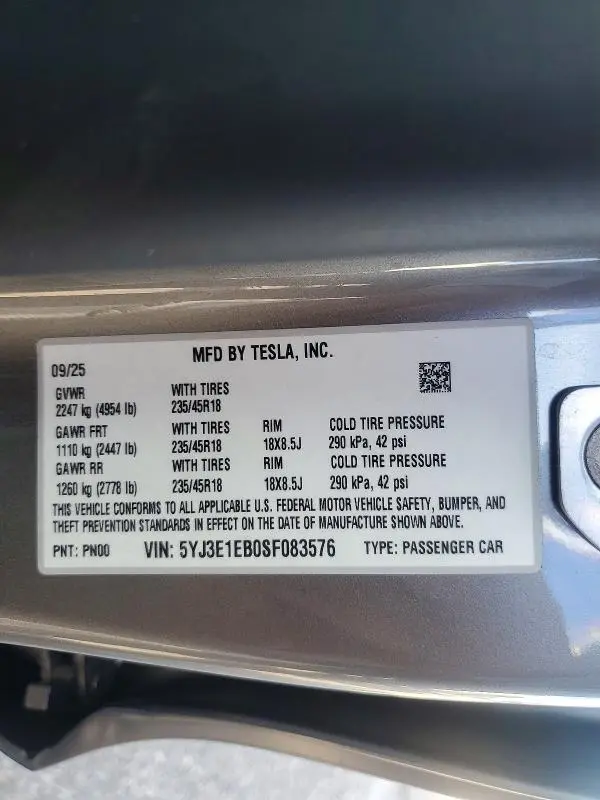 MFD BY TESLA, INC.
09/25
GVWR WITH TIRES
2247 kg (4954 lb) 235/45R18
GAWR FRT WITH TIRES RIM COLD TIRE PRESSURE
1110 kg (2447 lb) 235/45R18 18X8.5J 290 kPa, 42 psi
GAWR RR WITH TIRES RIM COLD TIRE PRESSURE
1260 kg (2778 lb) 235/45R18 18X8.5J 290 kPa, 42 psi
THIS VEHICLE CONFORMS TO ALL APPLICABLE U.S. FEDERAL MOTOR VEHICLE SAFETY, BUMPER, AND
THEFT PREVENTION STANDARDS IN EFFECT ON THE DATE OF MANUFACTURE SHOWN ABOVE.
PNT: PN00 VIN: 5YJ3E1EB0SF083576 TYPE: PASSENGER CAR